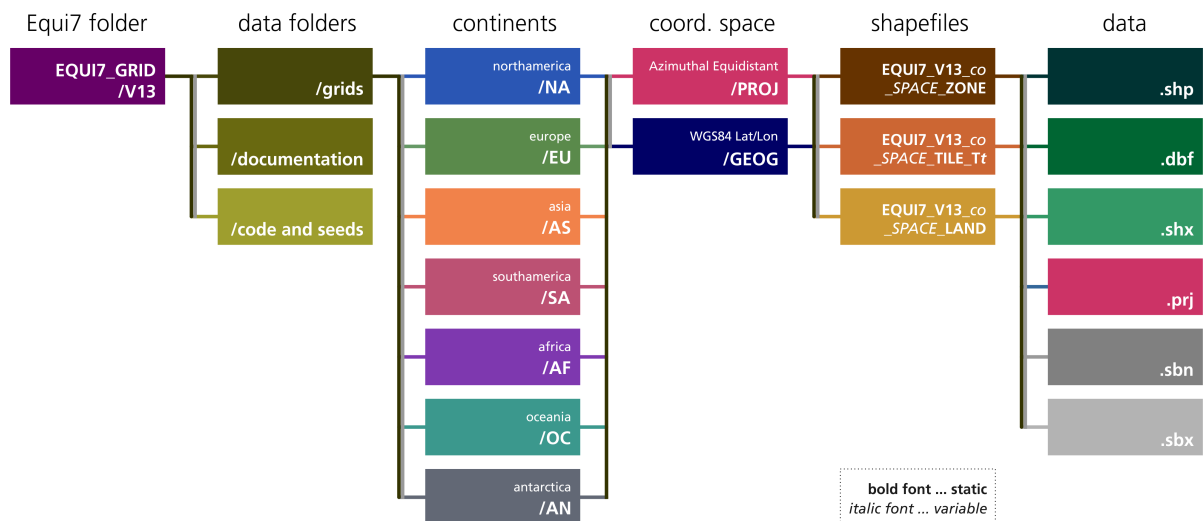 Equi7 folder
EQUI7_GRID
/V13
data folders
/grids
/documentation
/code and seeds
continents
northamerica
/NA
europe
/EU
asia
/AS
southamerica
/SA
africa
/AF
oceania
/OC
antarctica
/AN
coord. space
Azimuthal Equidistant
/PROJ
WGS84 Lat/Lon
/GEOG
shapefiles
EQUI7_V13_co
_SPACE_ZONE
EQUI7_V13_co
_SPACE_TILE_Tt
EQUI7_V13_co
_SPACE_LAND
data
.shp
.dbf
.shx
.prj
.sbn
.sbx
bold font ... static
italic font ... variable